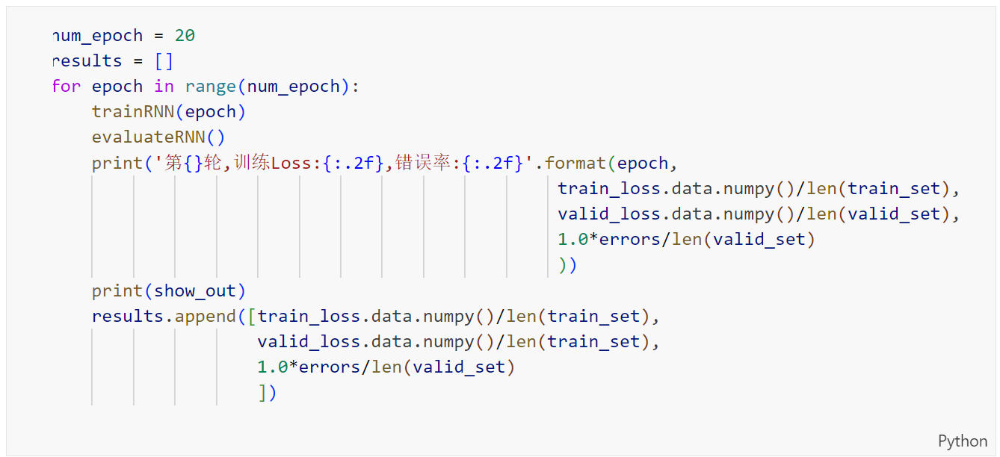 num_epoch = 20
results = []
for epoch in range(num_epoch):
    trainRNN(epoch)
    evaluateRNN()
    print('第{}轮,训练Loss:{:.2f},错误率:{:.2f}'.format(epoch,
                                             train_loss.data.numpy()/len(train_set),
                                             valid_loss.data.numpy()/len(valid_set),
                                             1.0*errors/len(valid_set)
                                             ))
    print(show_out)
    results.append([train_loss.data.numpy()/len(train_set),
                    valid_loss.data.numpy()/len(train_set),
                    1.0*errors/len(valid_set)
                    ])
Python